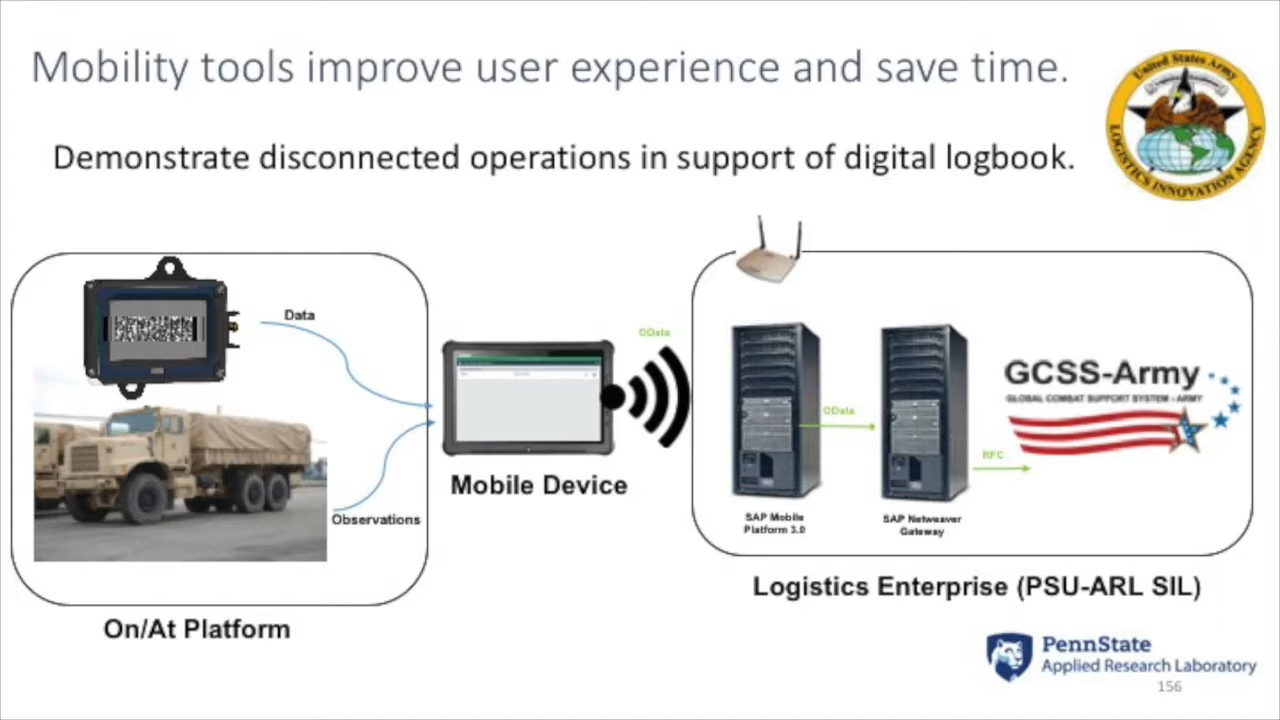 Mobility tools improve user experience and save time.
United States Army
LOGISTICS INNOVATION AGENCY
Demonstrate disconnected operations in support of digital logbook.
Data
Observations
On/At Platform
Mobile Device
OData
OData
RFC
SAP Mobile
Platform 3.0
SAP Netweaver
Gateway
GCSS-Army
GLOBAL COMBAT SUPPORT SYSTEM - ARMY
Logistics Enterprise (PSU-ARL SIL)
PennState
Applied Research Laboratory
156